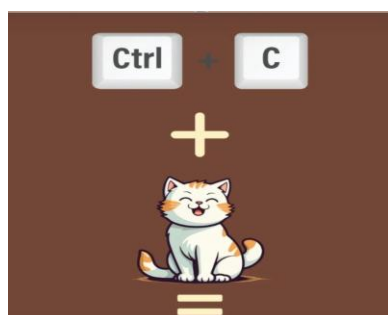 Ctrl + C
+
=